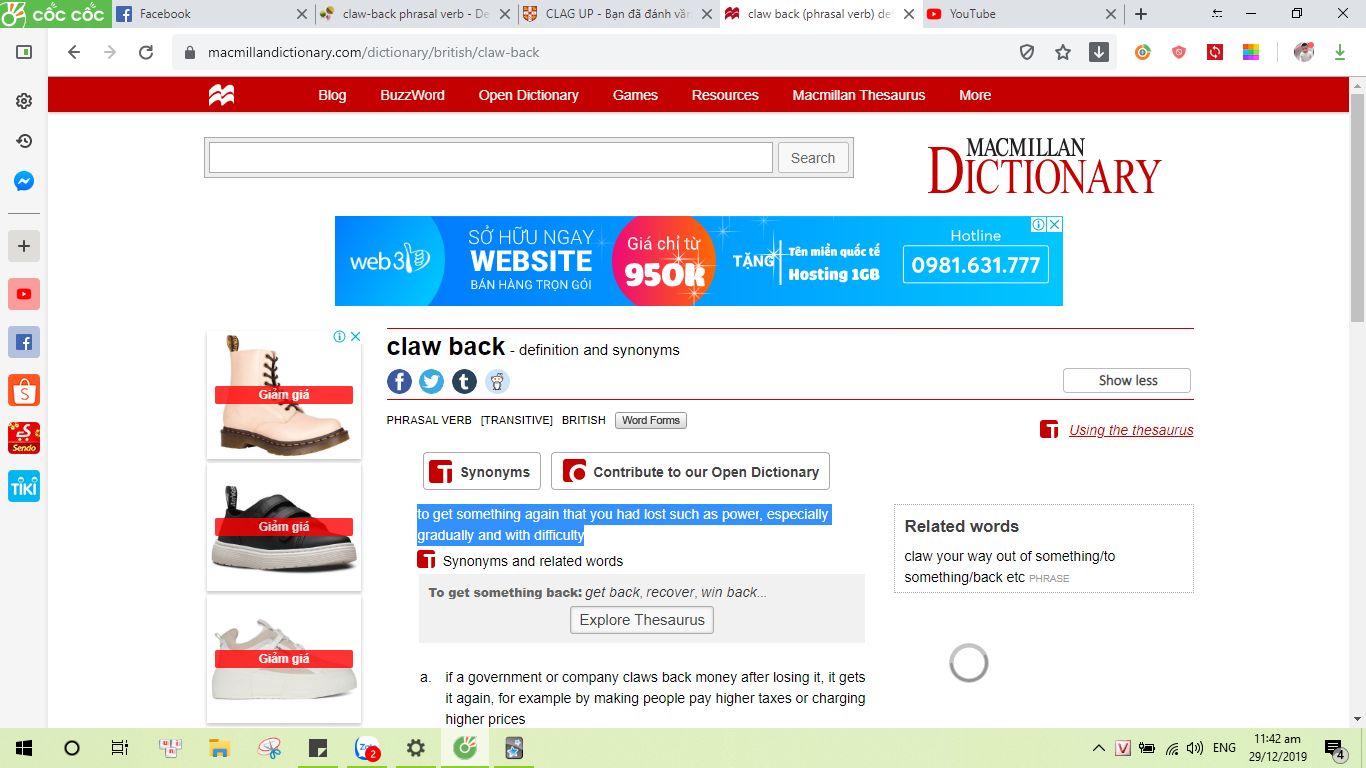 CỐC CỐC
Facebook
claw-back phrasal verb - De
CLAG UP - Bạn đã đánh vần
claw back (phrasal verb) def
YouTube
macmillandictionary.com/dictionary/british/claw-back
Blog BuzzWord Open Dictionary Games Resources Macmillan Thesaurus More
Search
MACMILLAN
DICTIONARY
web3
SỞ HỮU NGAY
WEBSITE
BÁN HÀNG TRỌN GÓI
Giá chỉ từ
950K
TẶNG
Tên miền quốc tế
Hosting 1GB
Hotline
0981.631.777
Giảm giá
Giảm giá
Giảm giá
claw back - definition and synonyms
Show less
PHRASAL VERB [TRANSITIVE] BRITISH Word Forms
Using the thesaurus
Synonyms
Contribute to our Open Dictionary
to get something again that you had lost such as power, especially
gradually and with difficulty
Synonyms and related words
To get something back: get back, recover, win back...
Explore Thesaurus
a. if a government or company claws back money after losing it, it gets
it again, for example by making people pay higher taxes or charging
higher prices
Related words
claw your way out of something/to
something/back etc PHRASE
Sendo
TIKI
2
V
ENG
11:42 am
29/12/2019
4